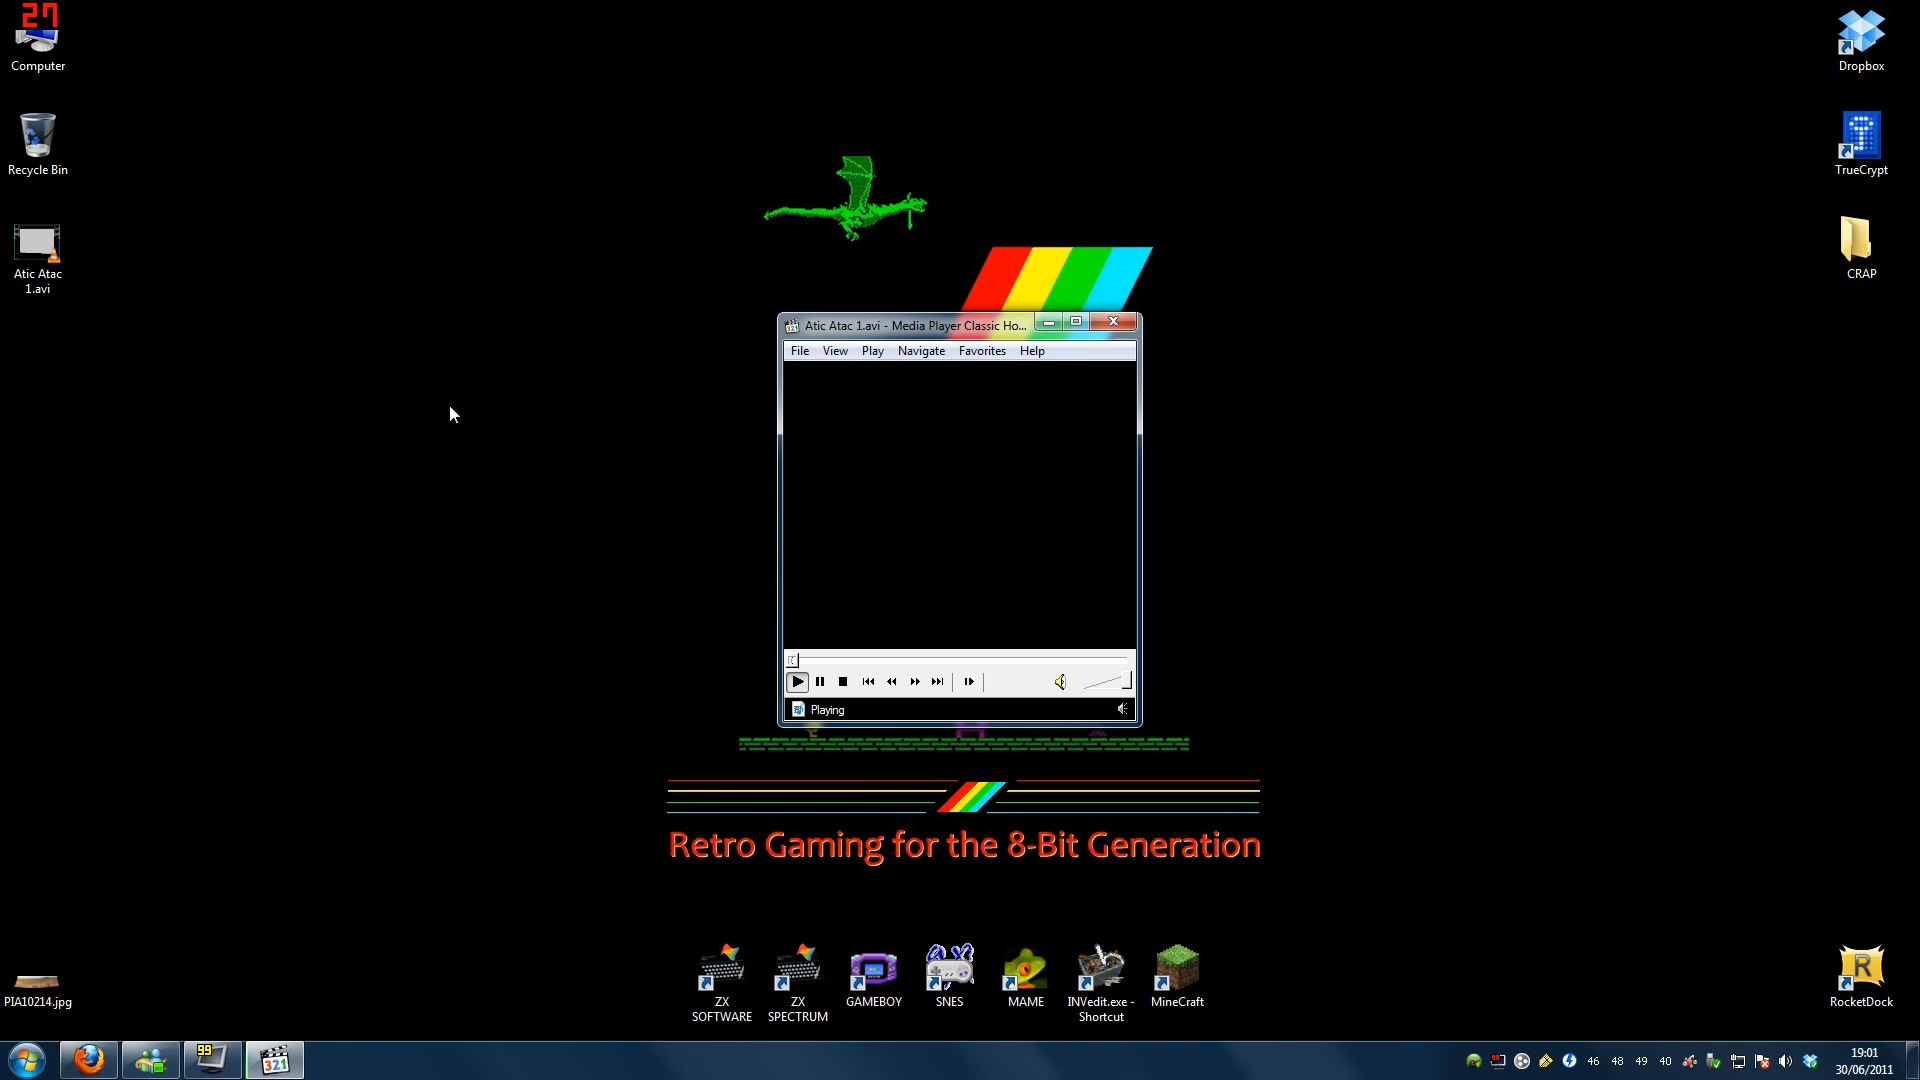 27
Computer
Recycle Bin
Atic Atac
1.avi
Dropbox
TrueCrypt
CRAP
Atic Atac 1.avi - Media Player Classic Ho...
File View Play Navigate Favorites Help
Playing
Retro Gaming for the 8-Bit Generation
PIA10214.jpg
ZX
SOFTWARE
ZX
SPECTRUM
GAMEBOY
SNES
MAME
INVedit.exe -
Shortcut
MineCraft
RocketDock
99
321
46 48 49 40
19:01
30/06/2011